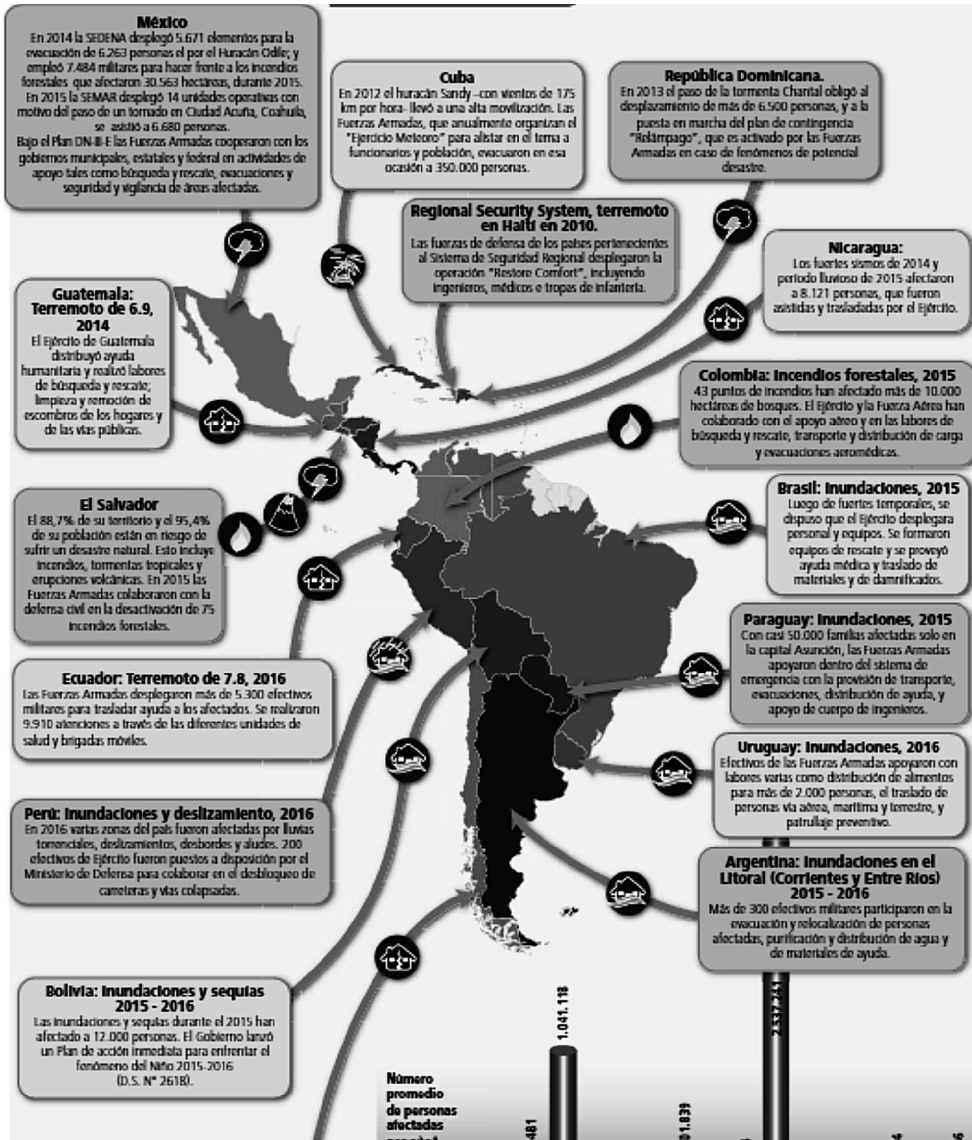 México
En 2014 la SEDENA desplegó 5.671 elementos para la
evacuación de 6.263 personas el por el Huracán Odile; y
empleó 7.484 militares para hacer frente a los incendios
forestales que afectaron 30.563 hectáreas, durante 2015.
En 2015 la SEMAR desplegó 14 unidades operativas con
motivo del paso de un tornado en Ciudad Acuña, Coahuila,
se asistió a 6.680 personas.
Bajo el Plan DN-III-E las Fuerzas Armadas cooperaron con los
gobiernos municipales, estatales y federal en actividades de
apoyo tales como búsqueda y rescate, evacuaciones y
seguridad y vigilancia de áreas afectadas.
Cuba
En 2012 el huracán Sandy –con vientos de 175
km por hora- llevó a una alta movilización. Las
Fuerzas Armadas, que anualmente organizan el
"Ejercicio Meteoro" para alistar en el tema a
funcionarios y población, evacuaron en esa
ocasión a 350.000 personas.
República Dominicana.
En 2013 el paso de la tormenta Chantal obligó al
desplazamiento de más de 6.500 personas, y a la
puesta en marcha del plan de contingencia
"Relámpago", que es activado por las Fuerzas
Armadas en caso de fenómenos de potencial
desastre.
Regional Security System, terremoto
en Haití en 2010.
Las fuerzas de defensa de los países pertenecientes
al Sistema de Seguridad Regional desplegaron la
operación "Restore Comfort", incluyendo
ingenieros, médicos e tropas de infantería.
Nicaragua:
Los fuertes sismos de 2014 y
período lluvioso de 2015 afectaron
a 8.121 personas, que fueron
asistidas y trasladadas por el Ejército.
Guatemala:
Terremoto de 6.9,
2014
El Ejército de Guatemala
distribuyó ayuda
humanitaria y realizó labores
de búsqueda y rescate;
limpieza y remoción de
escombros de los hogares y
de las vías públicas.
Colombia: Incendios forestales, 2015
43 puntos de incendios han afectado más de 10.000
hectáreas de bosques. El Ejército y la Fuerza Aérea han
colaborado con el apoyo aéreo y en las labores de
búsqueda y rescate, transporte y distribución de carga
y evacuaciones aeromédicas.
El Salvador
El 88,7% de su territorio y el 95,4%
de su población están en riesgo de
sufrir un desastre natural. Esto incluye
incendios, tormentas tropicales y
erupciones volcánicas. En 2015 las
Fuerzas Armadas colaboraron con la
defensa civil en la desactivación de 75
incendios forestales.
Brasil: Inundaciones, 2015
Luego de fuertes temporales, se
dispuso que el Ejército desplegara
personal y equipos. Se formaron
equipos de rescate y se proveyó
ayuda médica y traslado de
materiales y de damnificados.
Paraguay: Inundaciones, 2015
Con casi 50.000 familias afectadas solo en
la capital Asunción, las Fuerzas Armadas
apoyaron dentro del sistema de
emergencia con la provisión de transporte,
evacuaciones, distribución de ayuda, y
apoyo de cuerpo de ingenieros.
Ecuador: Terremoto de 7.8, 2016
Las Fuerzas Armadas desplegaron más de 5.300 efectivos
militares para trasladar ayuda a los afectados. Se realizaron
9.910 atenciones a través de las diferentes unidades de
salud y brigadas móviles.
Uruguay: Inundaciones, 2016
Efectivos de las Fuerzas Armadas apoyaron con
labores varias como distribución de alimentos
para más de 2.000 personas, el traslado de
personas vía aérea, marítima y terrestre, y
patrullaje preventivo.
Perú: Inundaciones y deslizamiento, 2016
En 2016 varias zonas del país fueron afectadas por lluvias
torrenciales, deslizamientos, desbordes y aludes. 200
efectivos de Ejército fueron puestos a disposición por el
Ministerio de Defensa para colaborar en el desbloqueo de
carreteras y vías colapsadas.
Argentina: Inundaciones en el
Litoral (Corrientes y Entre Ríos)
2015 - 2016
Más de 300 efectivos militares participaron en la
evacuación y relocalización de personas
afectadas, purificación y distribución de agua y
de materiales de ayuda.
Bolivia: Inundaciones y sequías
2015 - 2016
Las inundaciones y sequías durante el 2015 han
afectado a 12.000 personas. El Gobierno lanzó
un Plan de acción inmediata para enfrentar el
fenómeno del Niño 2015-2016
(D.S. N° 2618).
Número
promedio
de personas
afectadas
481
1.041.118
01.839